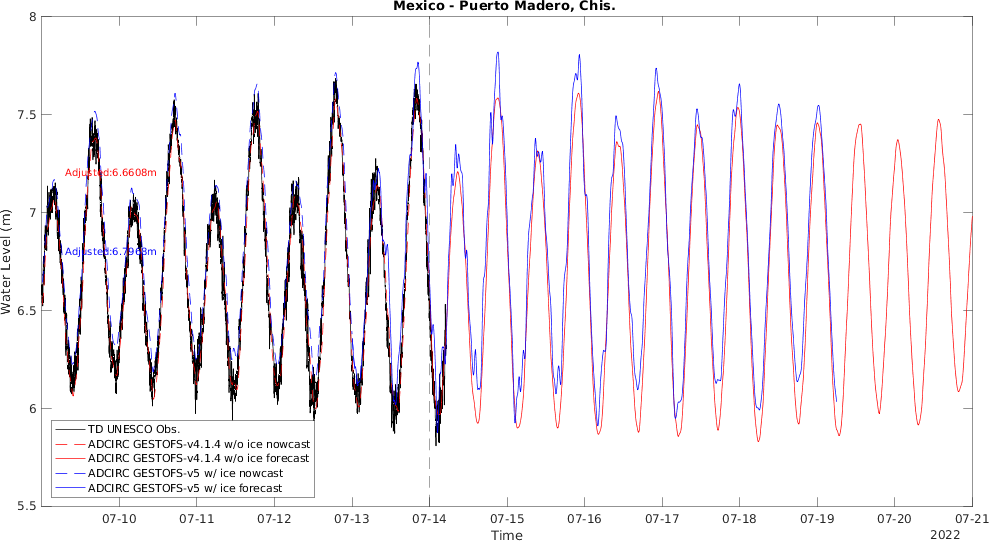 Mexico - Puerto Madero, Chis.
8
7.5
7
6.5
6
5.5
Water Level (m)
Adjusted:6.6608m
Adjusted:6.7968m
TD UNESCO Obs.
ADCIRC GESTOFS-v4.1.4 w/o ice nowcast
ADCIRC GESTOFS-v4.1.4 w/o ice forecast
ADCIRC GESTOFS-v5 w/ ice nowcast
ADCIRC GESTOFS-v5 w/ ice forecast
07-10 07-11 07-12 07-13 07-14 07-15 07-16 07-17 07-18 07-19 07-20 07-21
Time
2022